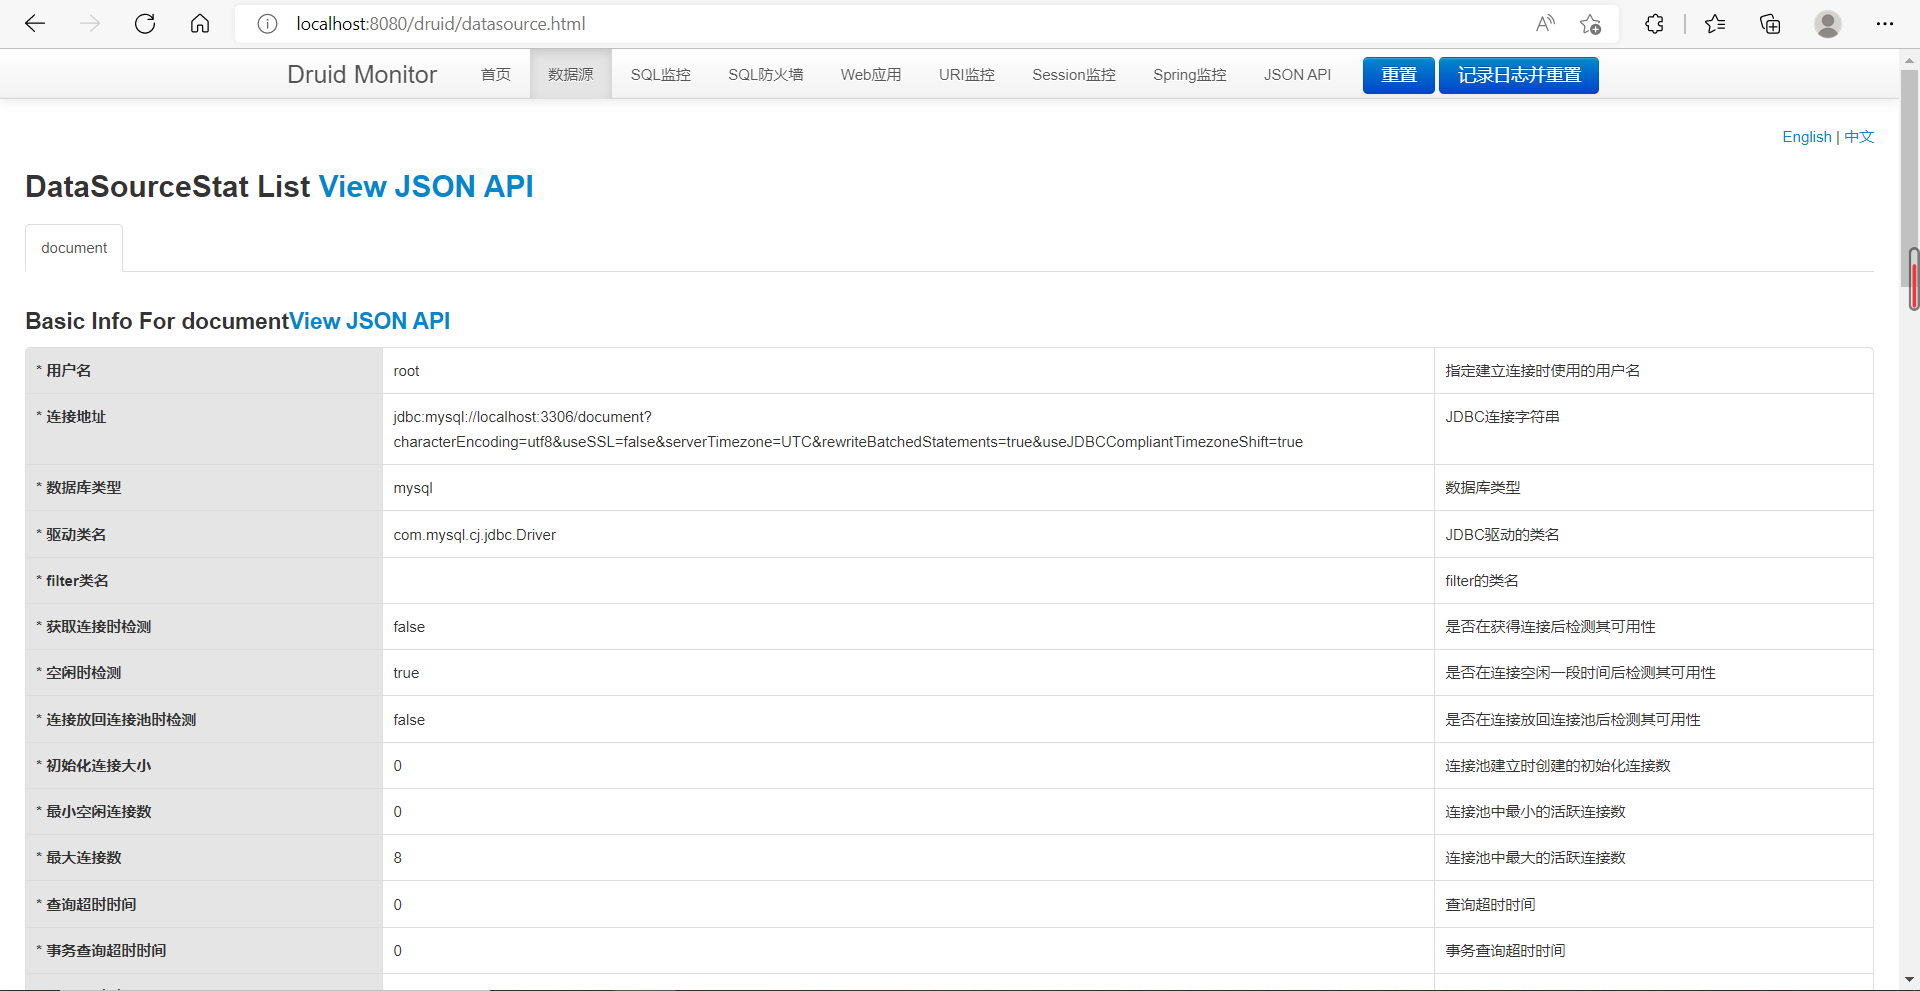 localhost:8080/druid/datasource.html
Druid Monitor 首页 数据源 SQL监控 SQL防火墙 Web应用 URI监控 Session监控 Spring监控 JSON API 重置 记录日志并重置
English | 中文
DataSourceStat List View JSON API
document
Basic Info For documentView JSON API
* 用户名 root 指定建立连接时使用的用户名
* 连接地址 jdbc:mysql://localhost:3306/document? JDBC连接字符串
characterEncoding=utf8&useSSL=false&serverTimezone=UTC&rewriteBatchedStatements=true&useJDBCCompliantTimezoneShift=true
* 数据库类型 mysql 数据库类型
* 驱动类名 com.mysql.cj.jdbc.Driver JDBC驱动的类名
* filter类名 filter的类名
* 获取连接时检测 false 是否在获得连接后检测其可用性
* 空闲时检测 true 是否在连接空闲一段时间后检测其可用性
* 连接放回连接池时检测 false 是否在连接放回连接池后检测其可用性
* 初始化连接大小 0 连接池建立时创建的初始化连接数
* 最小空闲连接数 0 连接池中最小的活跃连接数
* 最大连接数 8 连接池中最大的活跃连接数
* 查询超时时间 0 查询超时时间
* 事务查询超时时间 0 事务查询超时时间